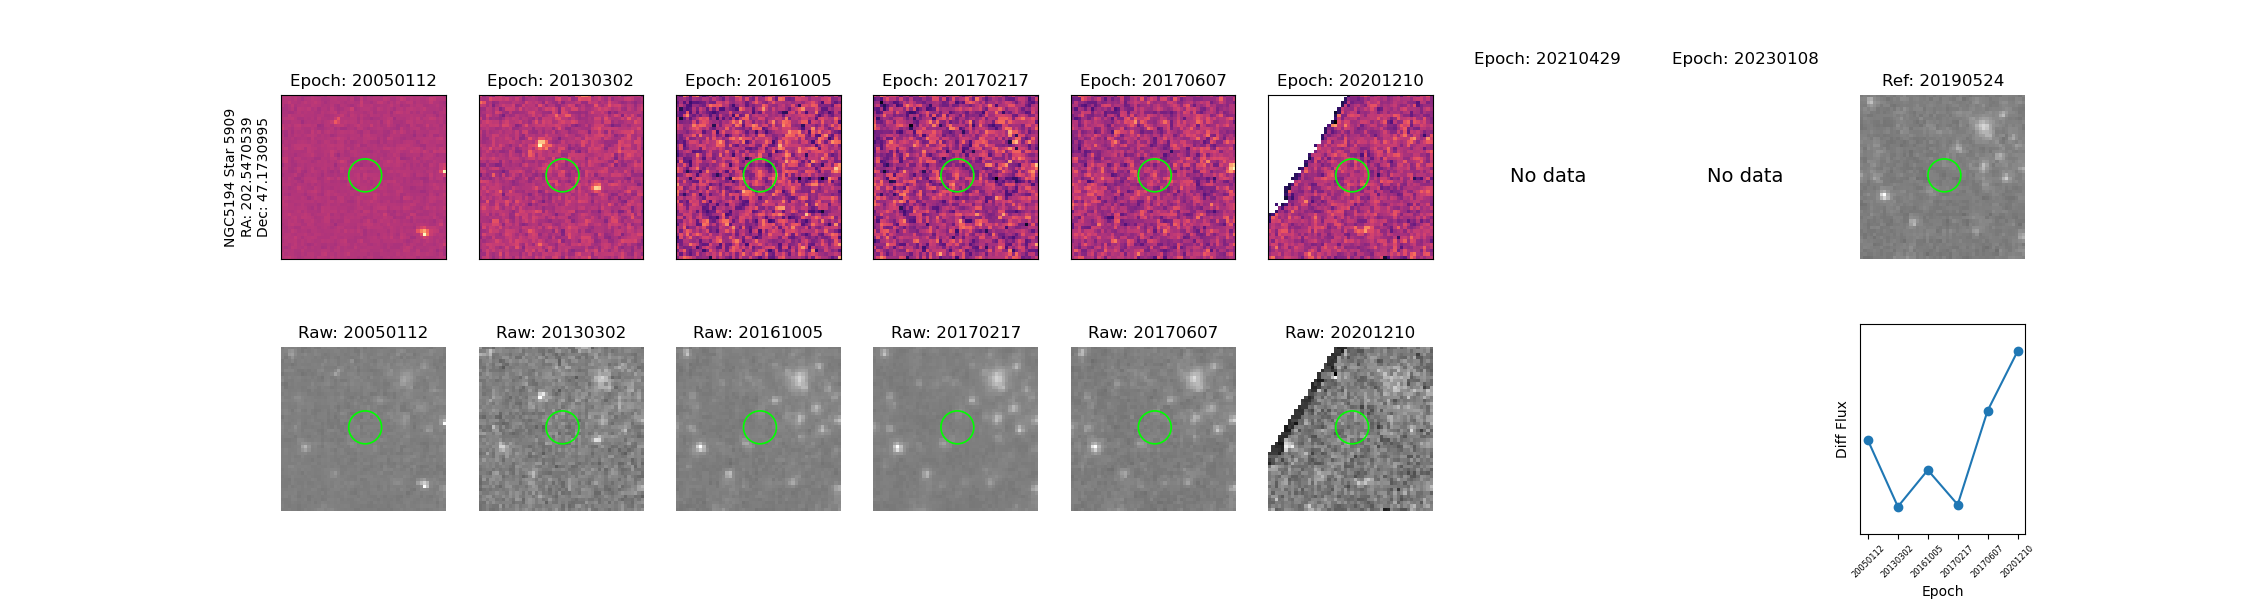 NGC5194 Star 5909
RA: 202.5470539
Dec: 47.1730995
Epoch: 20050112
Epoch: 20130302
Epoch: 20161005
Epoch: 20170217
Epoch: 20170607
Epoch: 20201210
Epoch: 20210429
Epoch: 20230108
Ref: 20190524
No data
No data
Raw: 20050112
Raw: 20130302
Raw: 20161005
Raw: 20170217
Raw: 20170607
Raw: 20201210
Diff Flux
20050112
20130302
20161005
20170217
20170607
20201210
Epoch